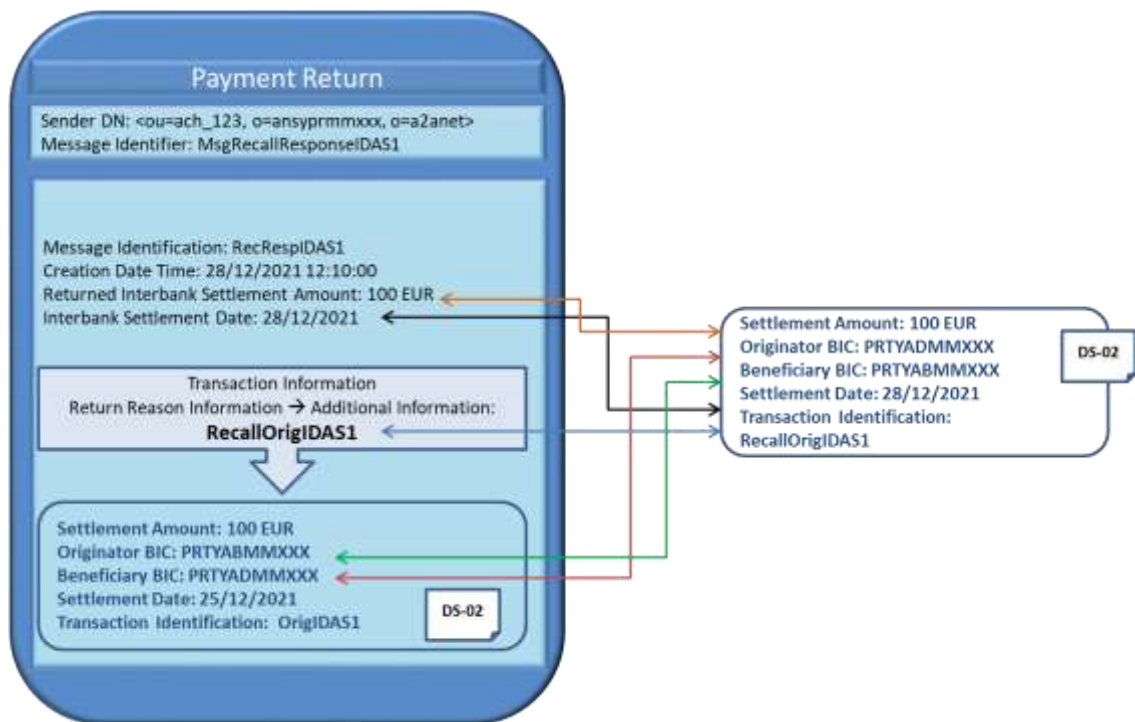 Payment Return
Sender DN: <ou=ach_123, o=ansyprmmxxx, o=a2anet>
Message Identifier: MsgRecallResponseIDAS1
Message Identification: RecRespIDAS1
Creation Date Time: 28/12/2021 12:10:00
Returned Interbank Settlement Amount: 100 EUR
Interbank Settlement Date: 28/12/2021
Transaction Information
Return Reason Information → Additional Information:
RecallOrigIDAS1
Settlement Amount: 100 EUR
Originator BIC: PRTYABMMXXX
Beneficiary BIC: PRTYADMMXXX
Settlement Date: 25/12/2021
Transaction Identification: OrigIDAS1
DS-02
Settlement Amount: 100 EUR
Originator BIC: PRTYADMMXXX
Beneficiary BIC: PRTYABMMXXX
Settlement Date: 28/12/2021
Transaction Identification:
RecallOrigIDAS1
DS-02